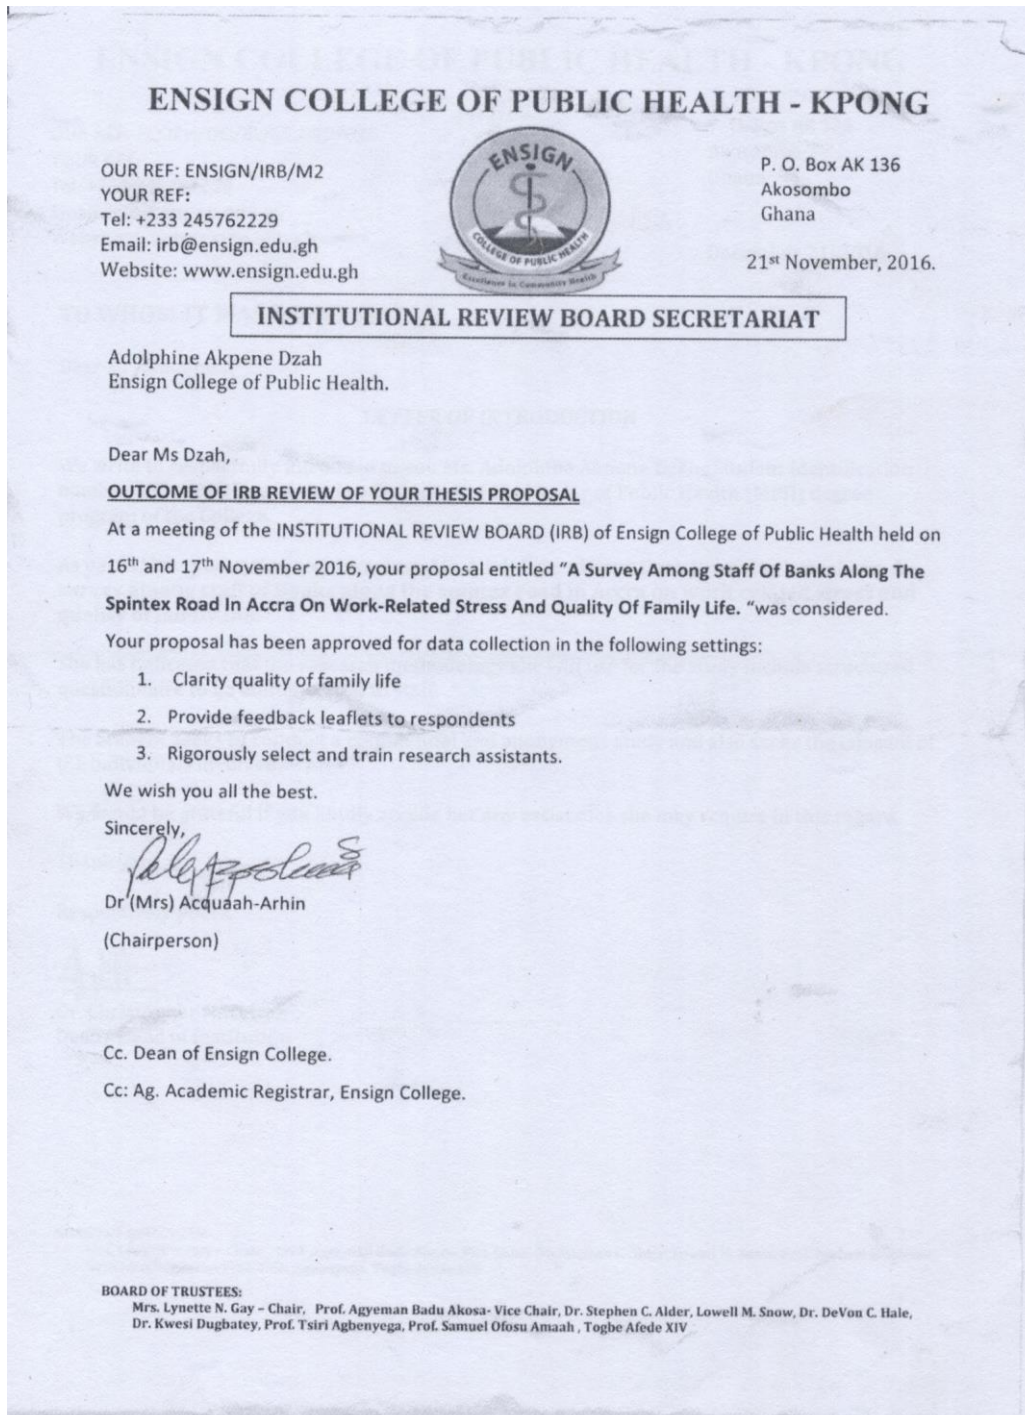 ENSIGN COLLEGE OF PUBLIC HEALTH - KPONG
OUR REF: ENSIGN/IRB/M2
YOUR REF:
Tel: +233 245762229
Email: irb@ensign.edu.gh
Website: www.ensign.edu.gh
ENSIGN
COLLEGE OF PUBLIC HEALTH
Excellence in Community Health
P. O. Box AK 136
Akosombo
Ghana
21st November, 2016.
INSTITUTIONAL REVIEW BOARD SECRETARIAT
Adolphine Akpene Dzah
Ensign College of Public Health.
Dear Ms Dzah,
OUTCOME OF IRB REVIEW OF YOUR THESIS PROPOSAL
At a meeting of the INSTITUTIONAL REVIEW BOARD (IRB) of Ensign College of Public Health held on
16th and 17th November 2016, your proposal entitled "A Survey Among Staff Of Banks Along The
Spintex Road In Accra On Work-Related Stress And Quality Of Family Life. "was considered.
Your proposal has been approved for data collection in the following settings:
1. Clarity quality of family life
2. Provide feedback leaflets to respondents
3. Rigorously select and train research assistants.
We wish you all the best.
Sincerely,
Dr (Mrs) Acquaah-Arhin
(Chairperson)
Cc. Dean of Ensign College.
Cc: Ag. Academic Registrar, Ensign College.
BOARD OF TRUSTEES:
Mrs. Lynette N. Gay – Chair, Prof. Agyeman Badu Akosa- Vice Chair, Dr. Stephen C. Alder, Lowell M. Snow, Dr. DeVon C. Hale,
Dr. Kwesi Dugbatey, Prof. Tsiri Agbenyega, Prof. Samuel Ofosu Amaah , Togbe Afede XIV